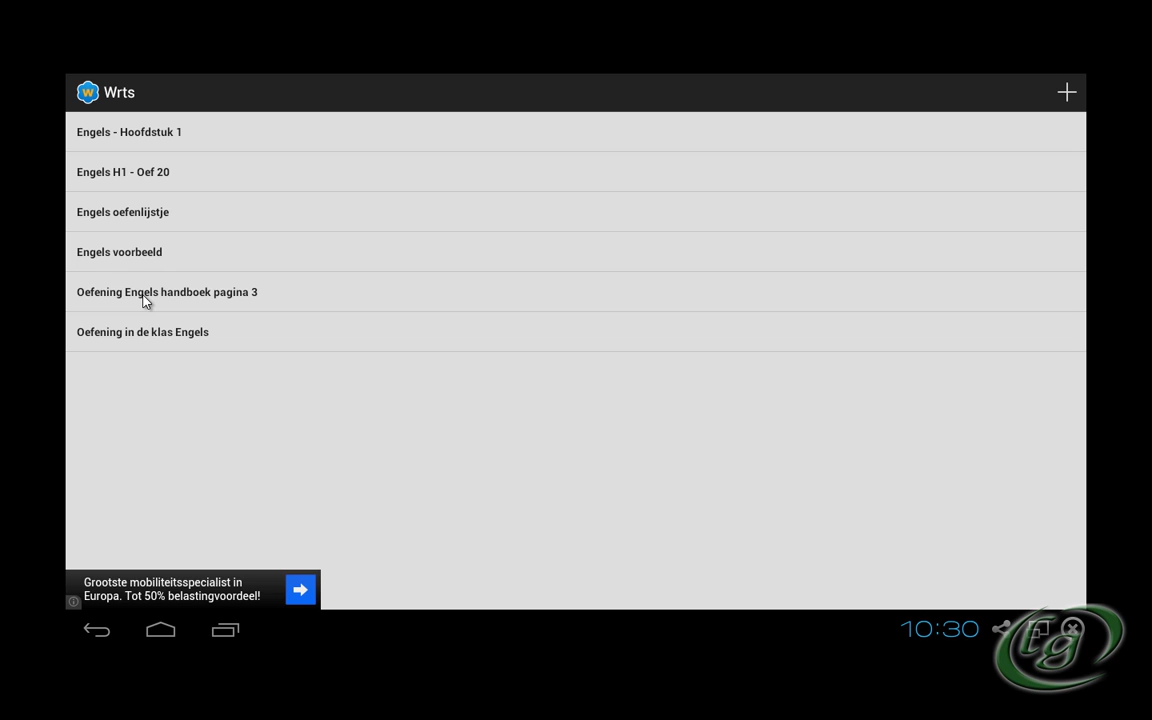 W Wrts
Engels - Hoofdstuk 1
Engels H1 - Oef 20
Engels oefenlijstje
Engels voorbeeld
Oefening Engels handboek pagina 3
Oefening in de klas Engels
Grootste mobiliteitsspecialist in
Europa. Tot 50% belastingvoordeel!
10:30
tg